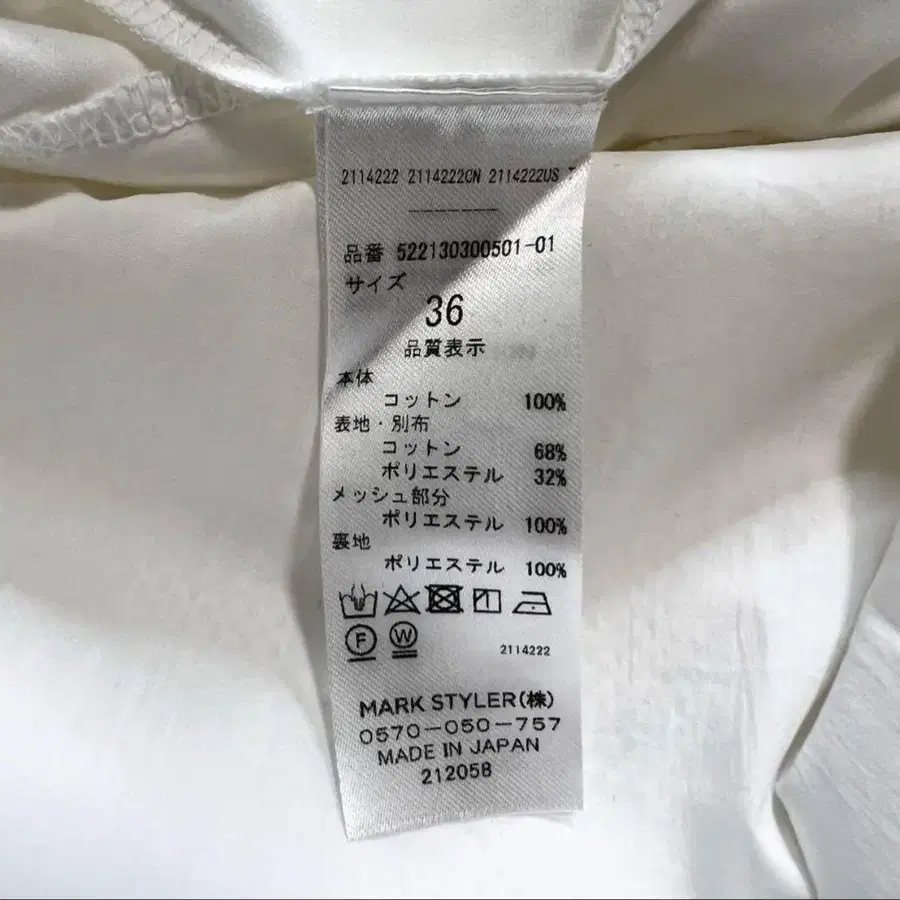 2114222 2114222CN 2114222US
-------
品番 522130300501-01
サイズ
36
品質表示
本体
コットン 100%
表地・別布
コットン 68%
ポリエステル 32%
メッシュ部分
ポリエステル 100%
裏地
ポリエステル 100%
F W
2114222
MARK STYLER(株)
0570-050-757
MADE IN JAPAN
212058